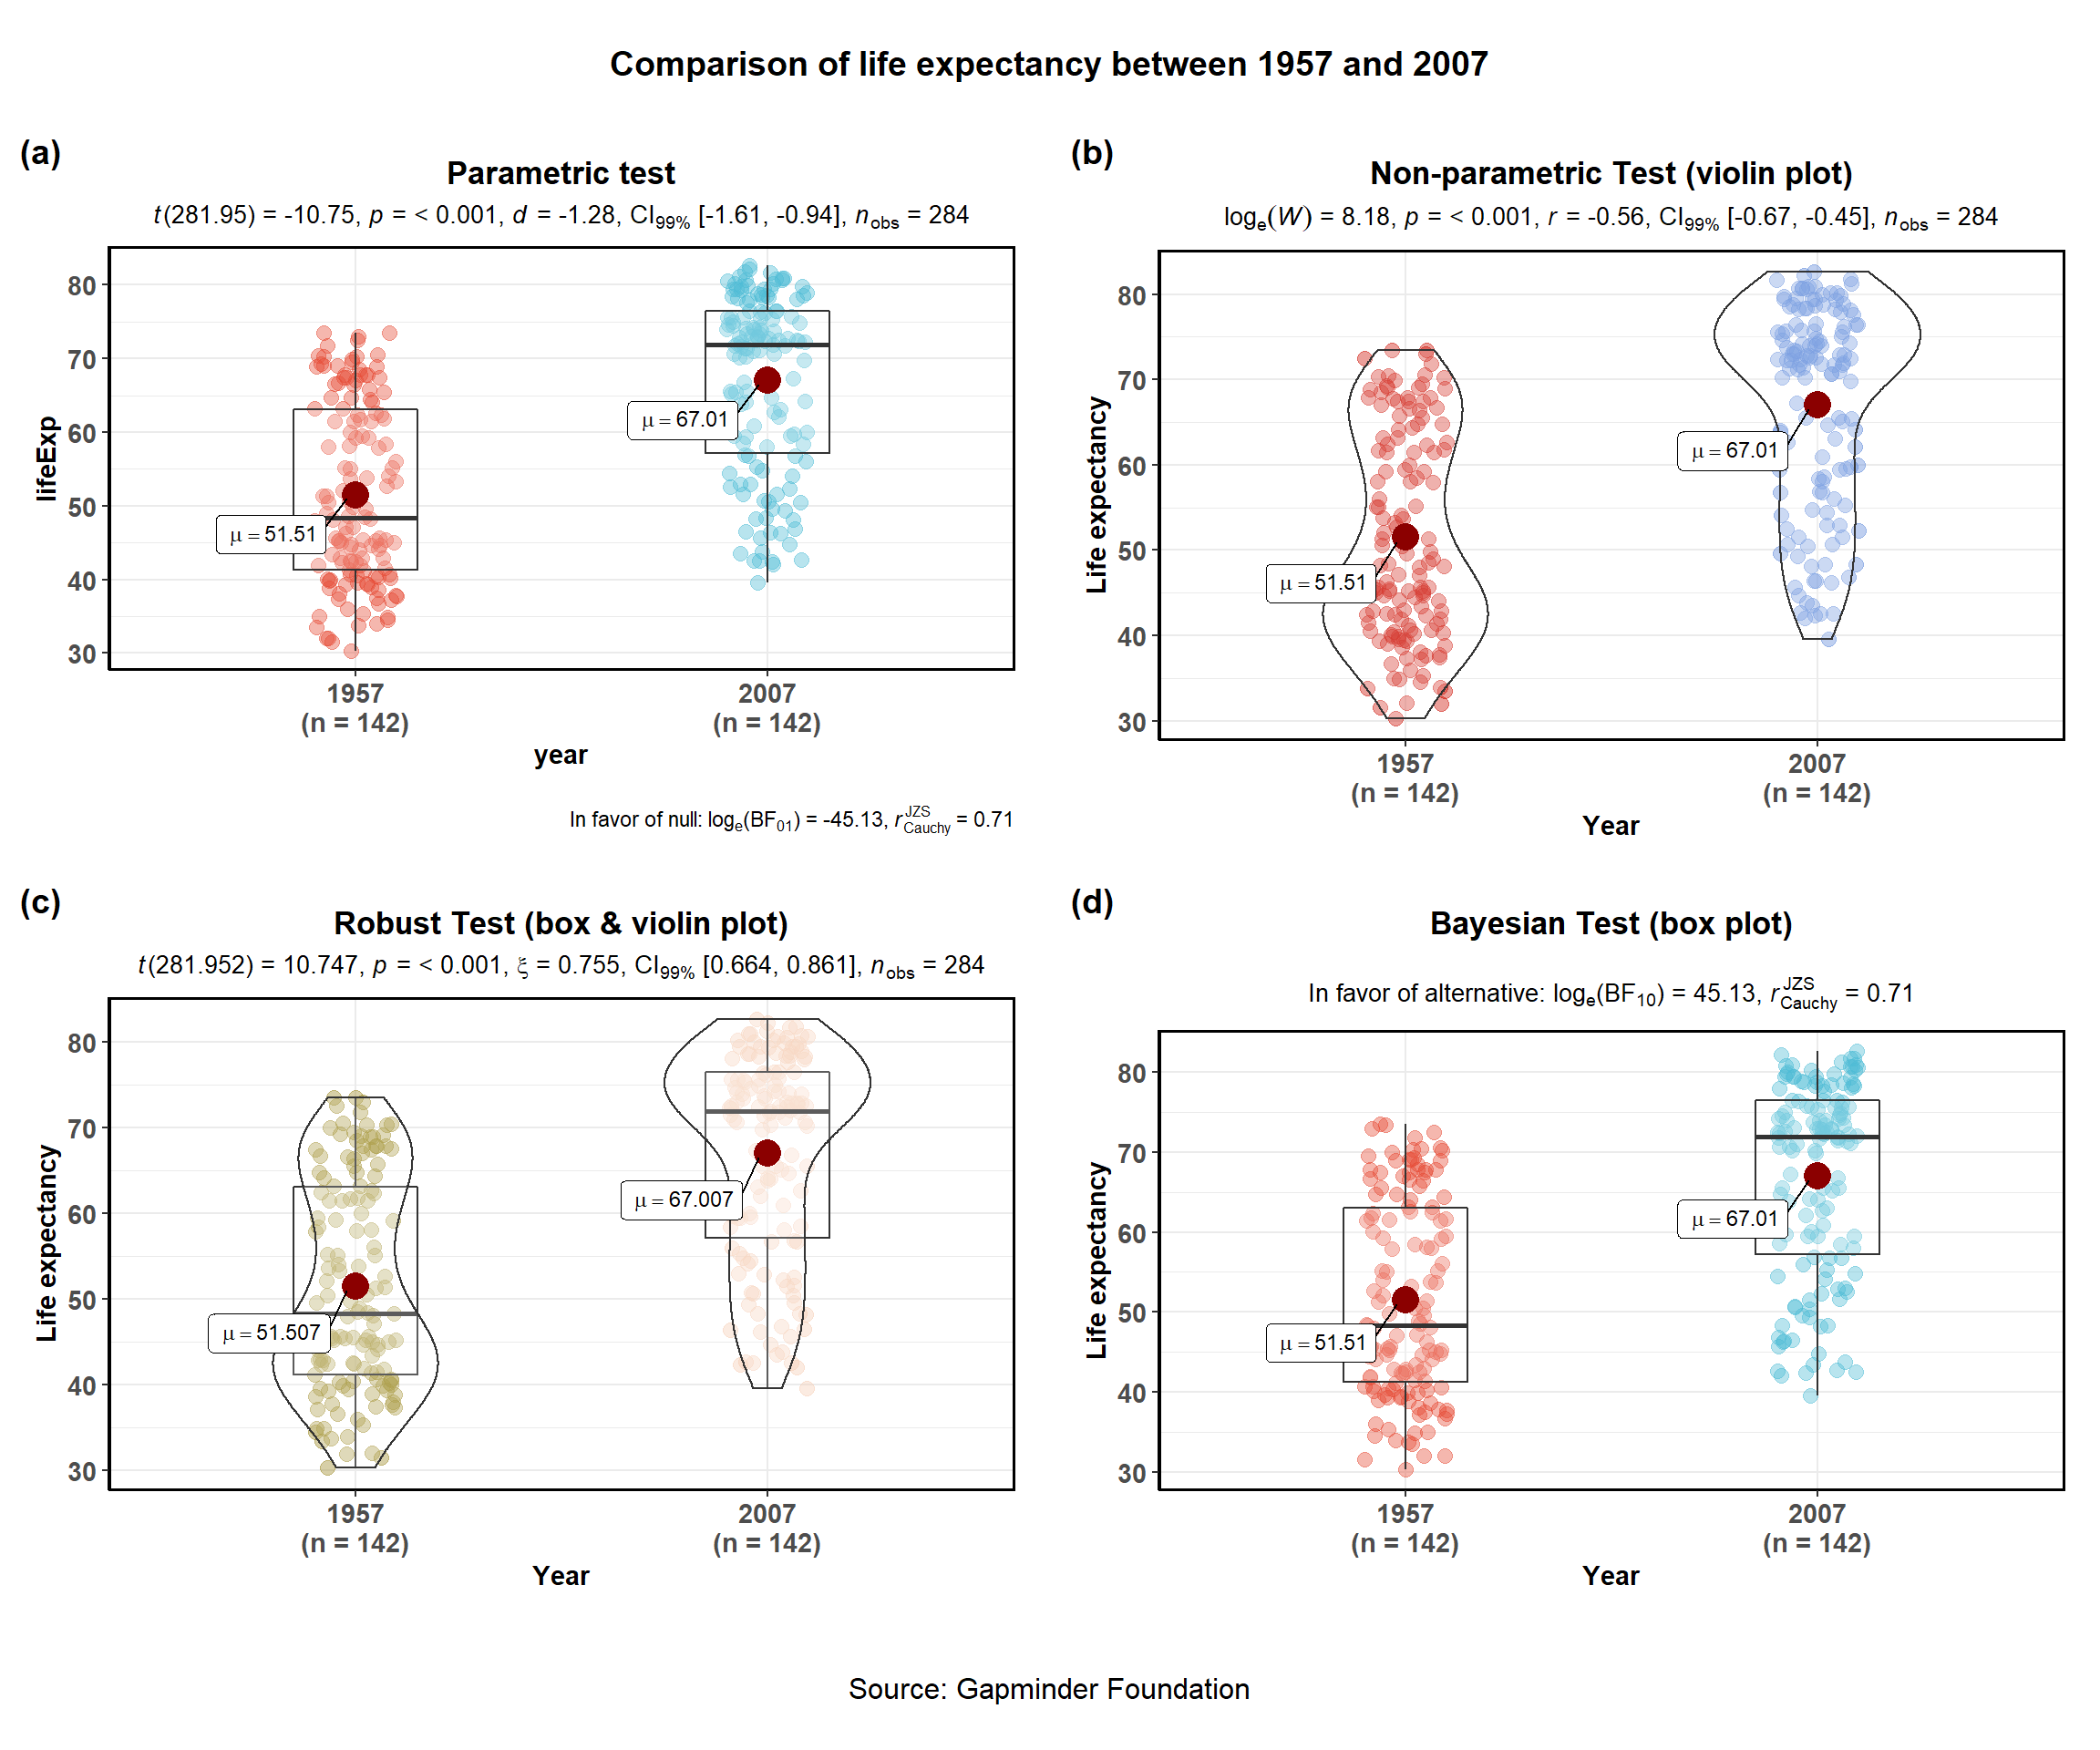 Comparison of life expectancy between 1957 and 2007
(a)
Parametric test
t(281.95) = -10.75, p = < 0.001, d = -1.28, CI99% [-1.61, -0.94], nobs = 284
lifeExp
80
70
60
50
40
30
μ = 51.51
μ = 67.01
1957
(n = 142)
2007
(n = 142)
year
In favor of null: loge(BF01) = -45.13, rJZSCauchy = 0.71
(b)
Non-parametric Test (violin plot)
loge(W) = 8.18, p = < 0.001, r = -0.56, CI99% [-0.67, -0.45], nobs = 284
Life expectancy
80
70
60
50
40
30
μ = 51.51
μ = 67.01
1957
(n = 142)
2007
(n = 142)
Year
(c)
Robust Test (box & violin plot)
t(281.952) = 10.747, p = < 0.001, ξ = 0.755, CI99% [0.664, 0.861], nobs = 284
Life expectancy
80
70
60
50
40
30
μ = 51.507
μ = 67.007
1957
(n = 142)
2007
(n = 142)
Year
(d)
Bayesian Test (box plot)
In favor of alternative: loge(BF10) = 45.13, rJZSCauchy = 0.71
Life expectancy
80
70
60
50
40
30
μ = 51.51
μ = 67.01
1957
(n = 142)
2007
(n = 142)
Year
Source: Gapminder Foundation